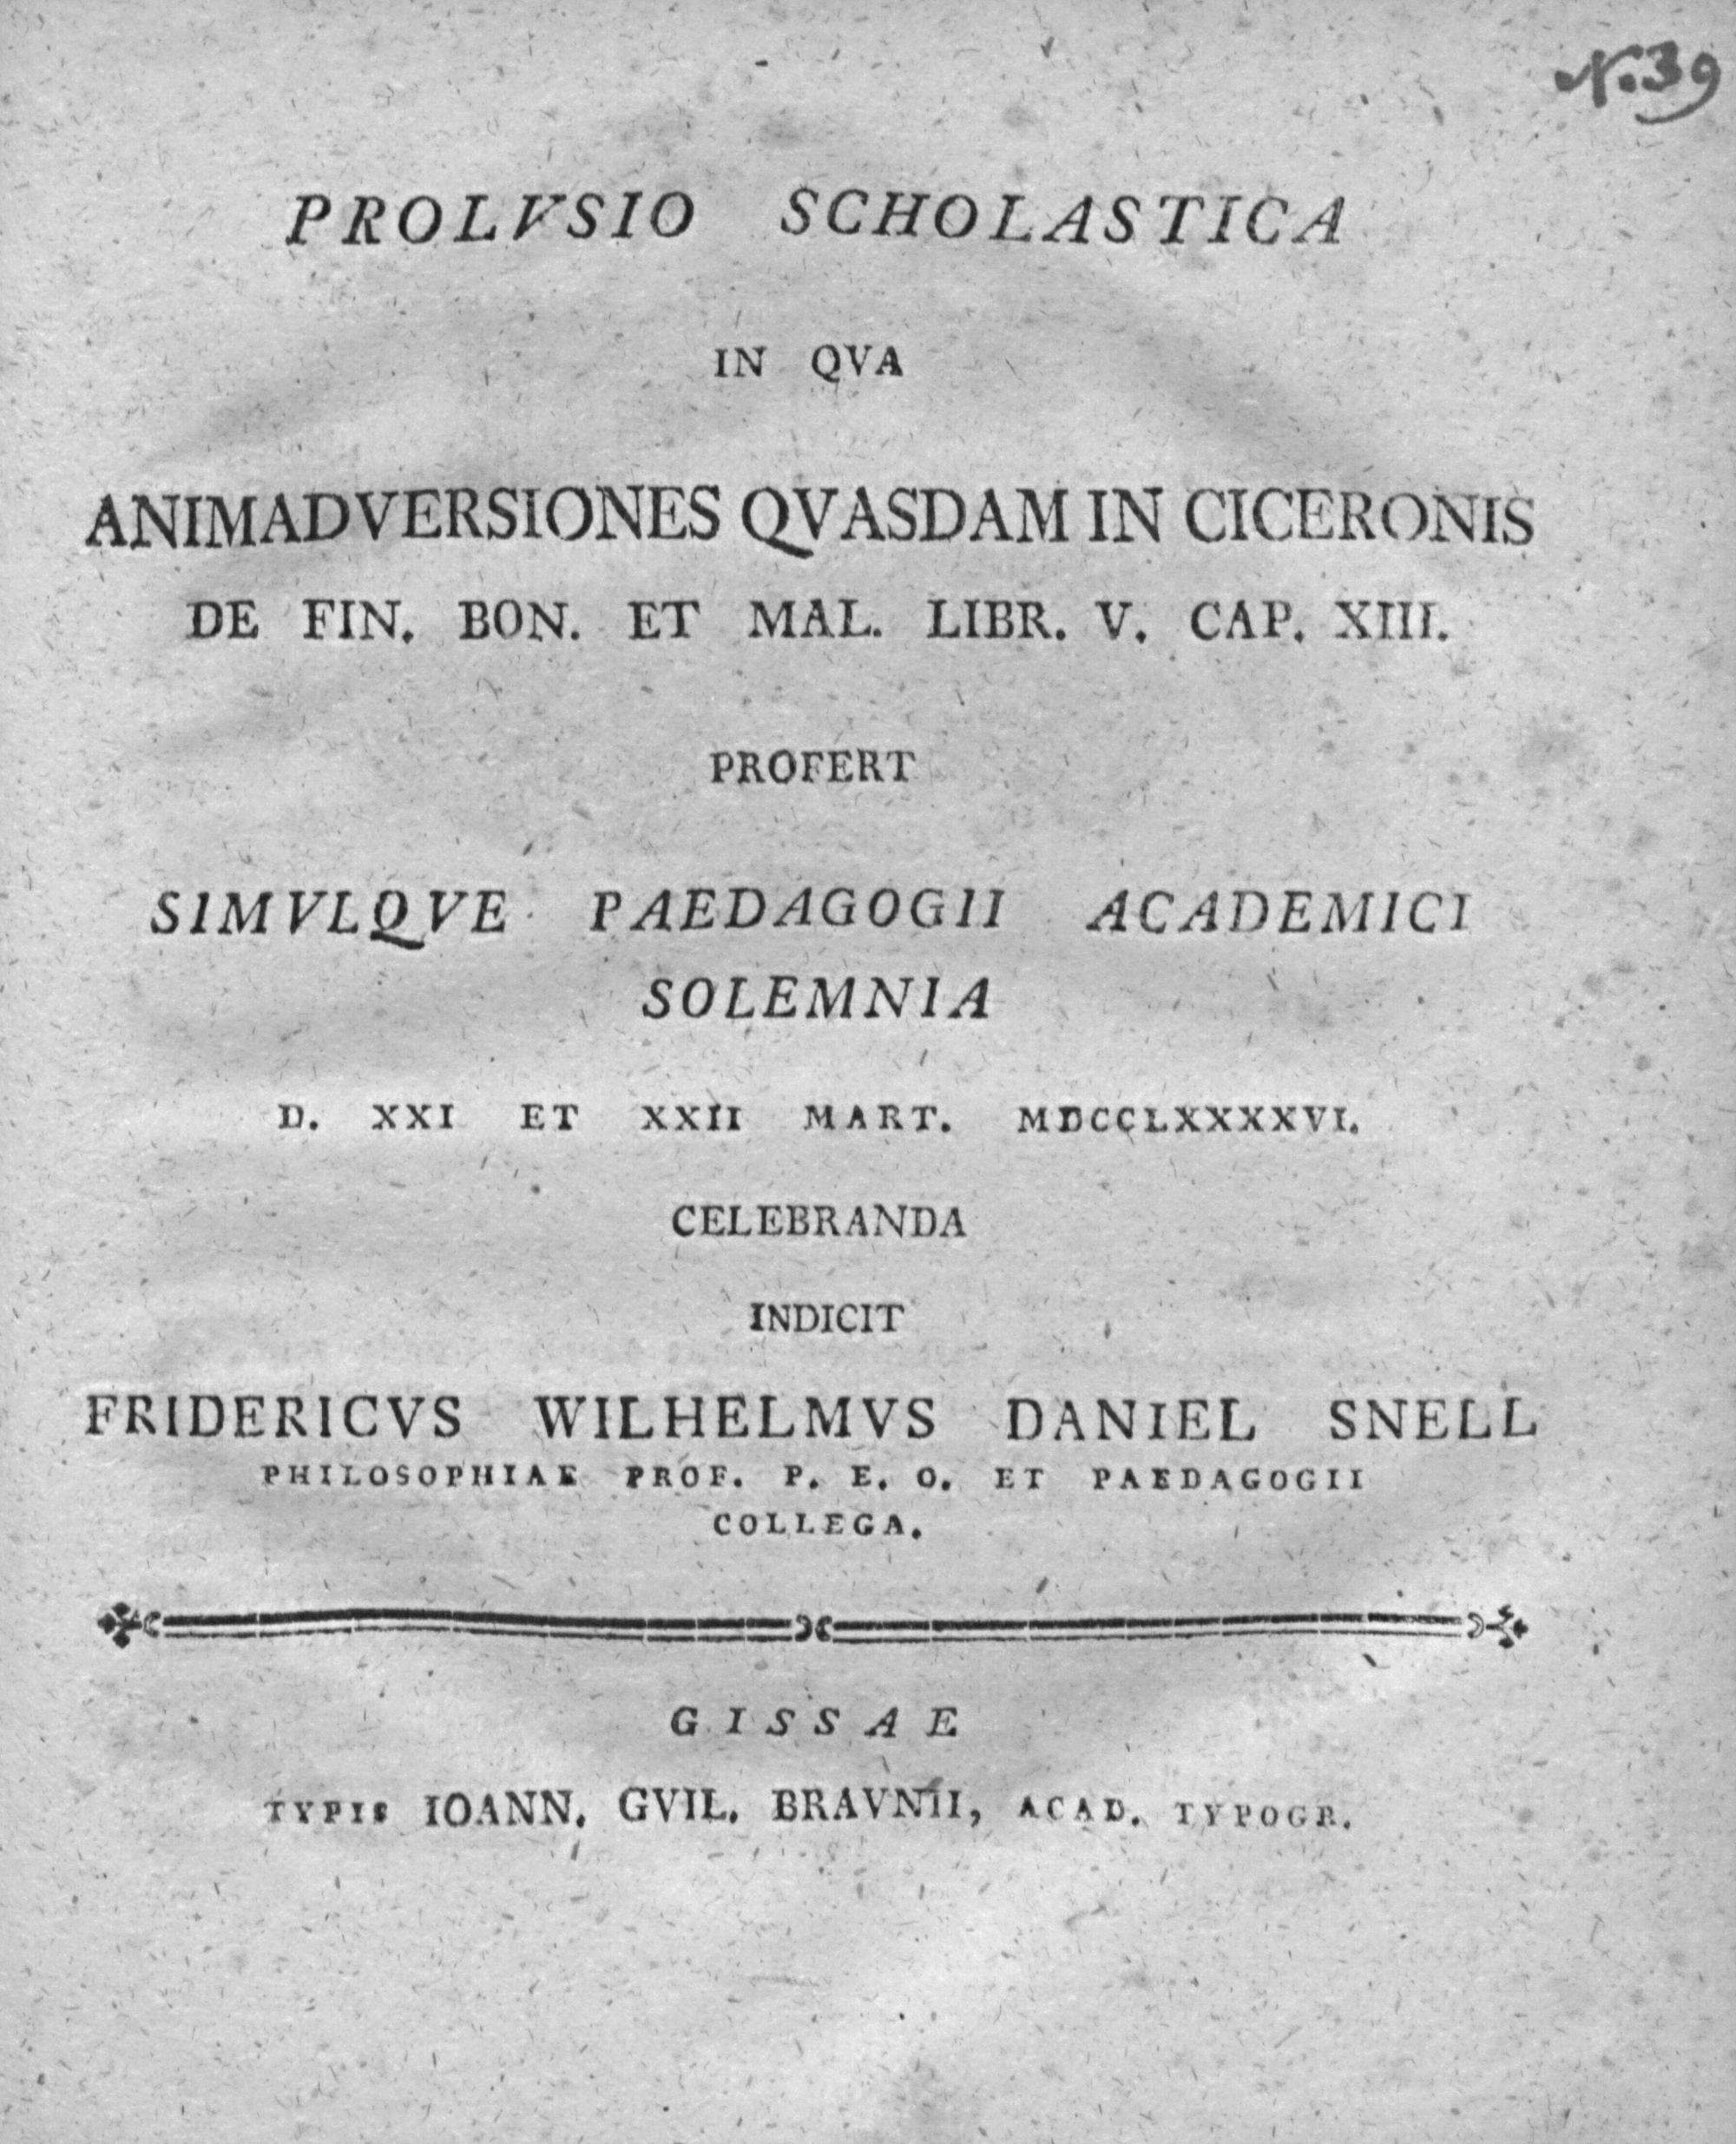 N. 39
PROLVSIO SCHOLASTICA
IN QVA
ANIMADVERSIONES QVASDAM IN CICERONIS
DE FIN. BON. ET MAL. LIBR. V. CAP. XIII.
PROFERT
SIMVLQVE PAEDAGOGII ACADEMICI
SOLEMNIA
D. XXI ET XXII MART. MDCCLXXXXVI.
CELEBRANDA
INDICIT
FRIDERICVS WILHELMVS DANIEL SNELL
PHILOSOPHIAE PROF. P. E. O. ET PAEDAGOGII
COLLEGA.
GISSAE
TYPIS IOANN. GVIL. BRAVNII, ACAD. TYPOGR.